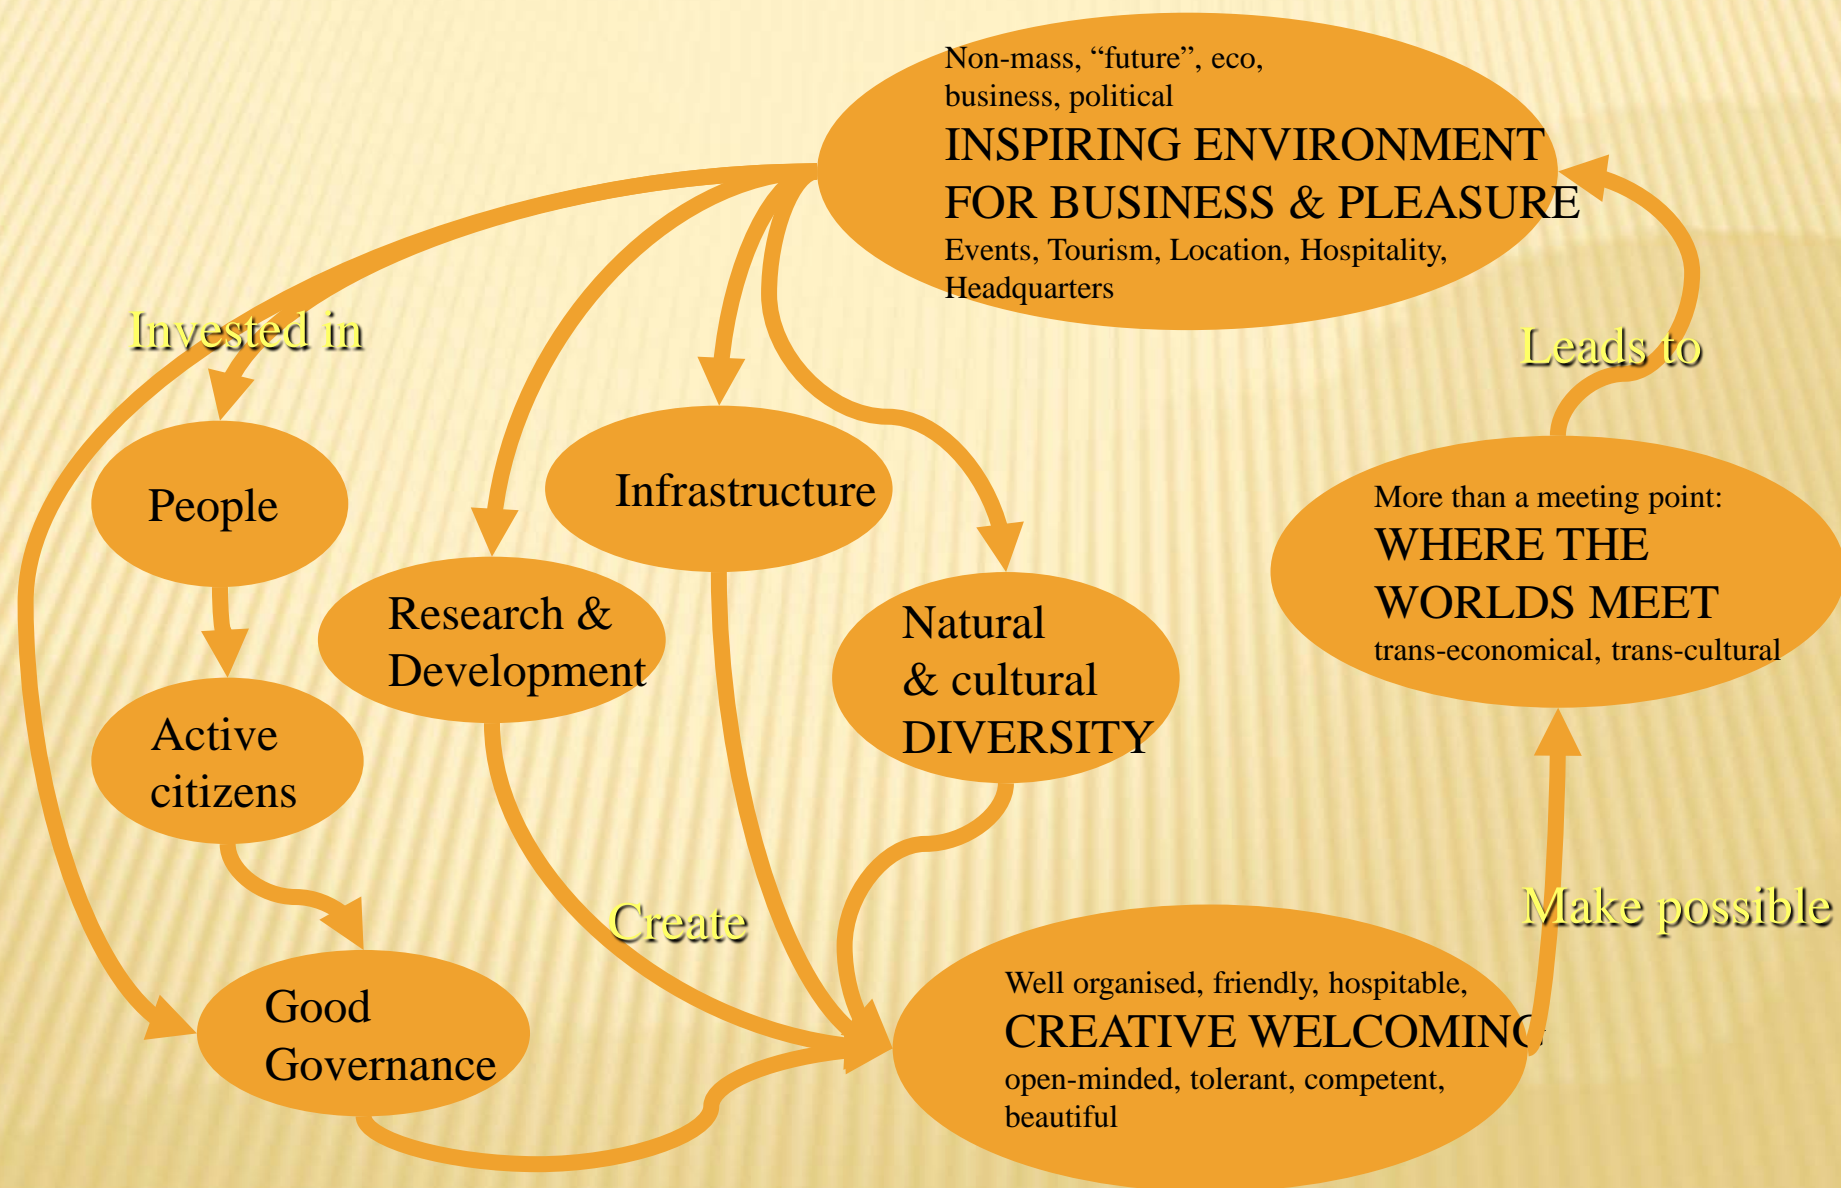 Non-mass, “future”, eco,
business, political
INSPIRING ENVIRONMENT
FOR BUSINESS & PLEASURE
Events, Tourism, Location, Hospitality,
Headquarters
Invested in
Leads to
People
Infrastructure
Research &
Development
Natural
& cultural
DIVERSITY
More than a meeting point:
WHERE THE
WORLDS MEET
trans-economical, trans-cultural
Active
citizens
Create
Make possible
Good
Governance
Well organised, friendly, hospitable,
CREATIVE WELCOMING
open-minded, tolerant, competent,
beautiful